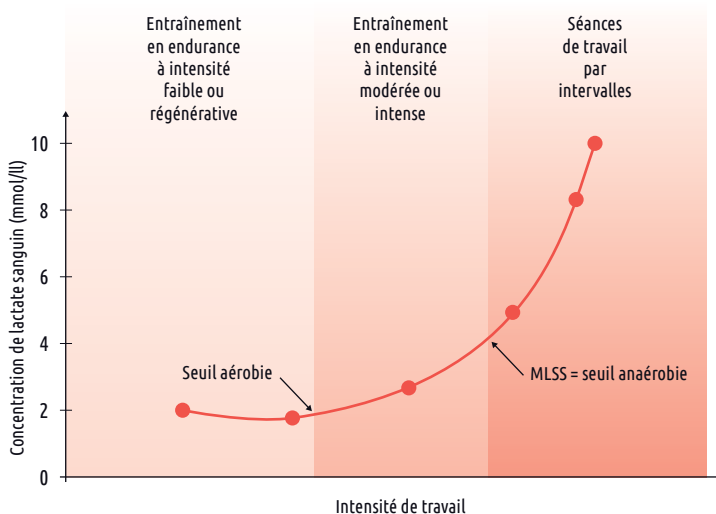 Entraînement
en endurance
à intensité
faible ou
régénérative
Entraînement
en endurance
à intensité
modérée ou
intense
Séances
de travail
par
intervalles
Concentration de lactate sanguin (mmol/ll)
10
8
6
4
2
0
Seuil aérobie
MLSS = seuil anaérobie
Intensité de travail